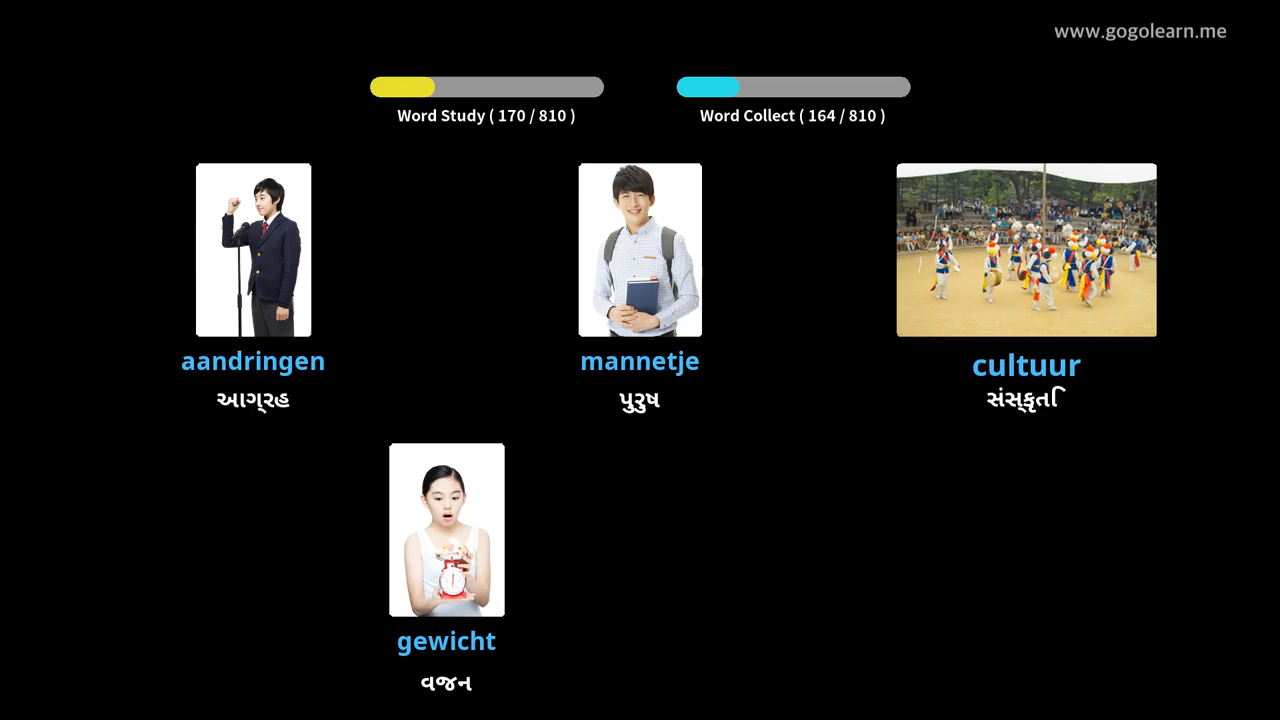 www.gogolearn.me
Word Study ( 170 / 810 )
Word Collect ( 164 / 810 )
aandringen
આગ્રહ
mannetje
પુરુષ
cultuur
સંસ્કૃતિ
gewicht
વજન